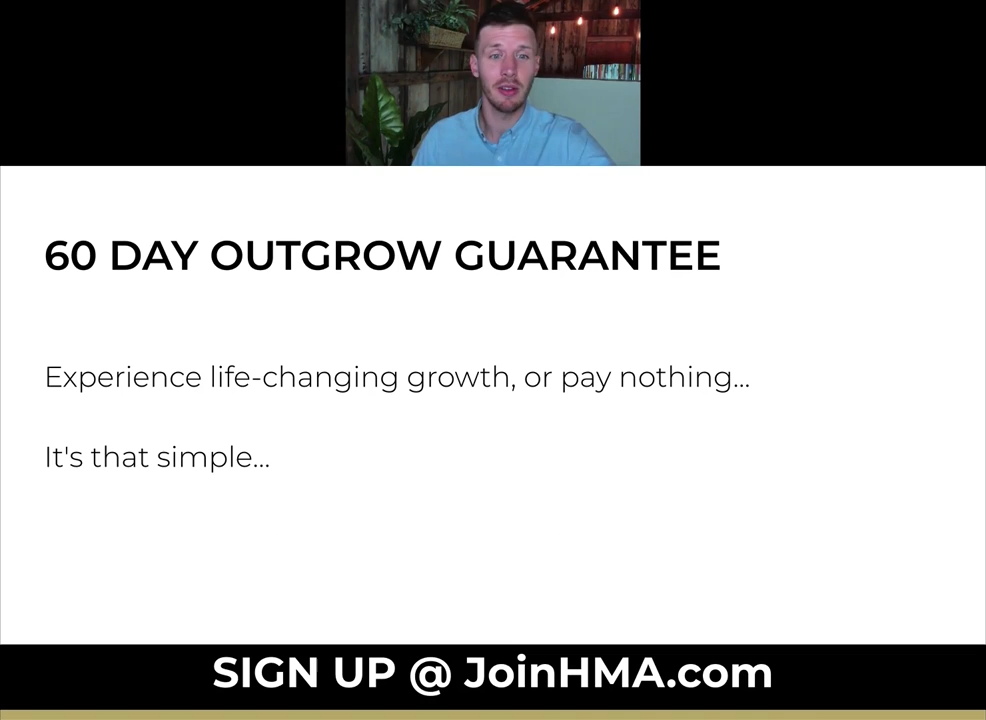 60 DAY OUTGROW GUARANTEE
Experience life-changing growth, or pay nothing...
It's that simple...
SIGN UP @ JoinHMA.com